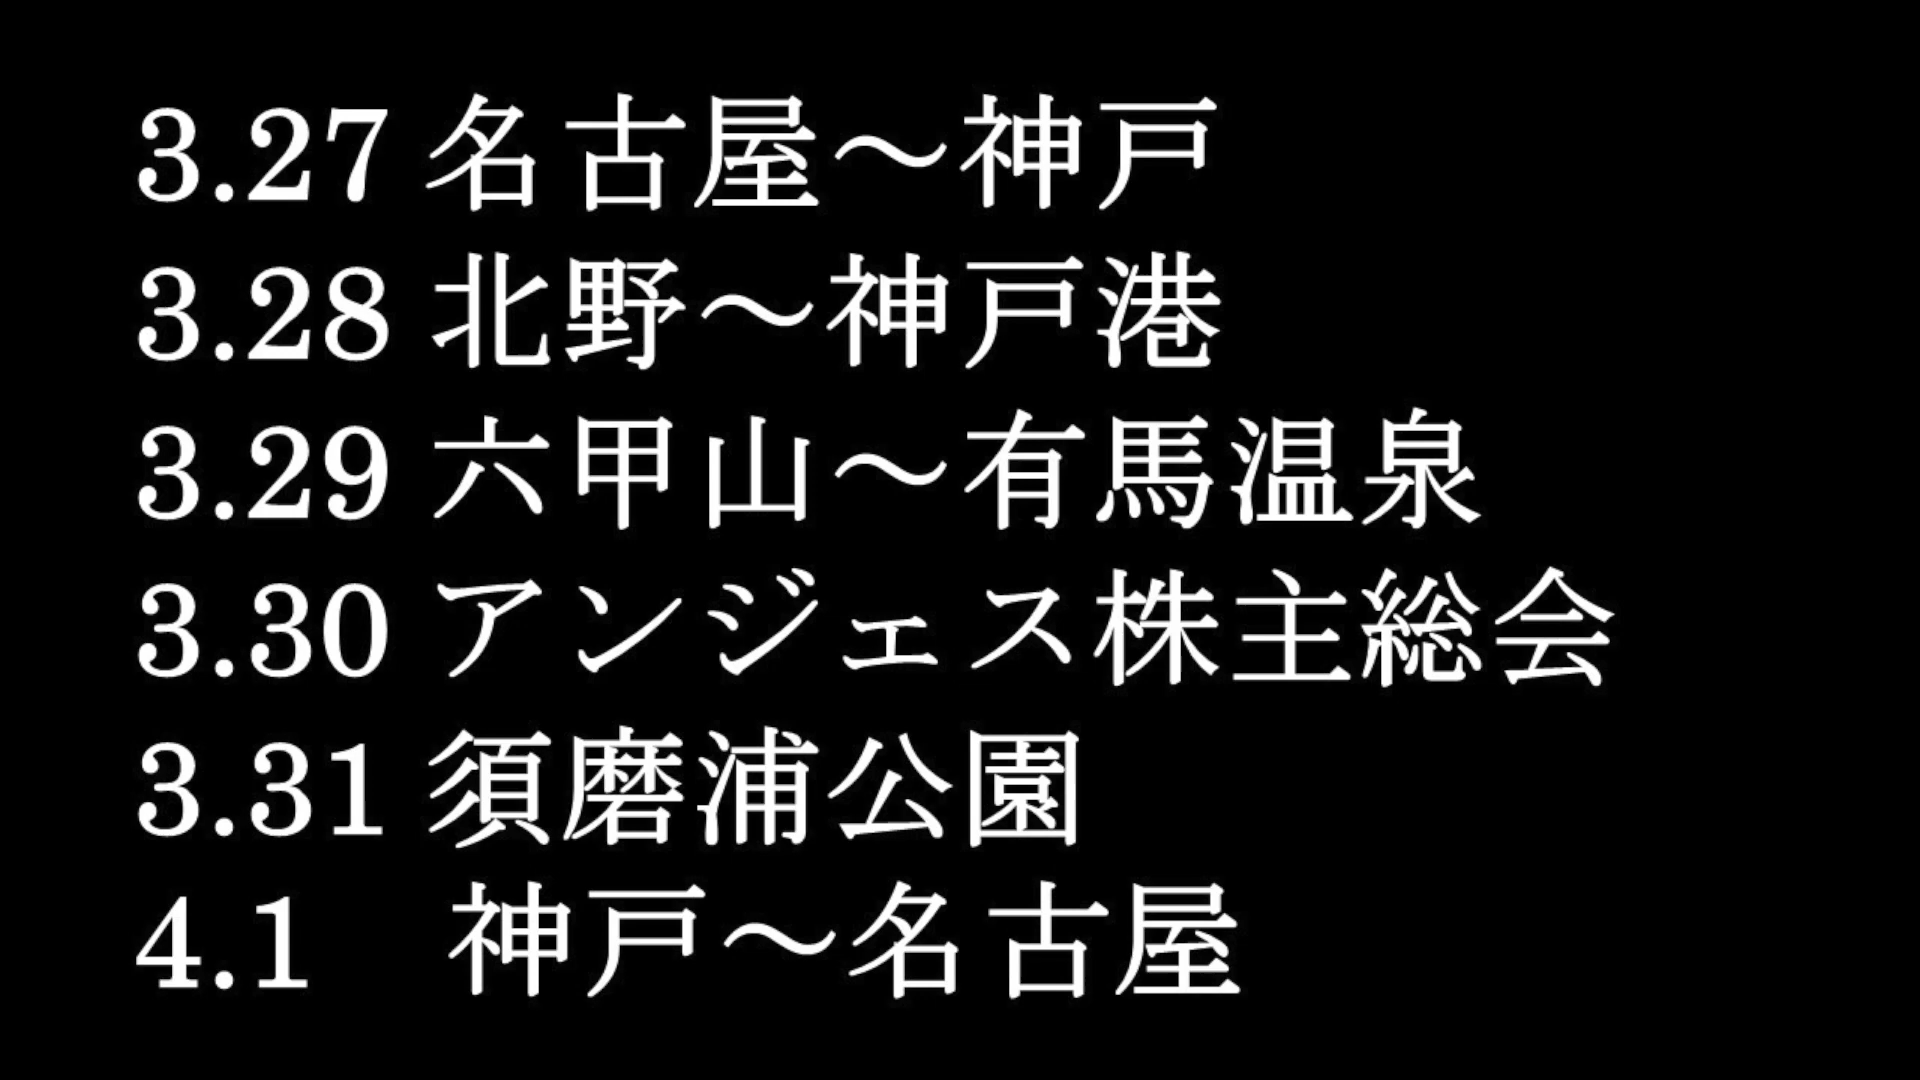 3.27 名古屋～神戸
3.28 北野～神戸港
3.29 六甲山～有馬温泉
3.30 アンジェス株主総会
3.31 須磨浦公園
4.1　神戸～名古屋